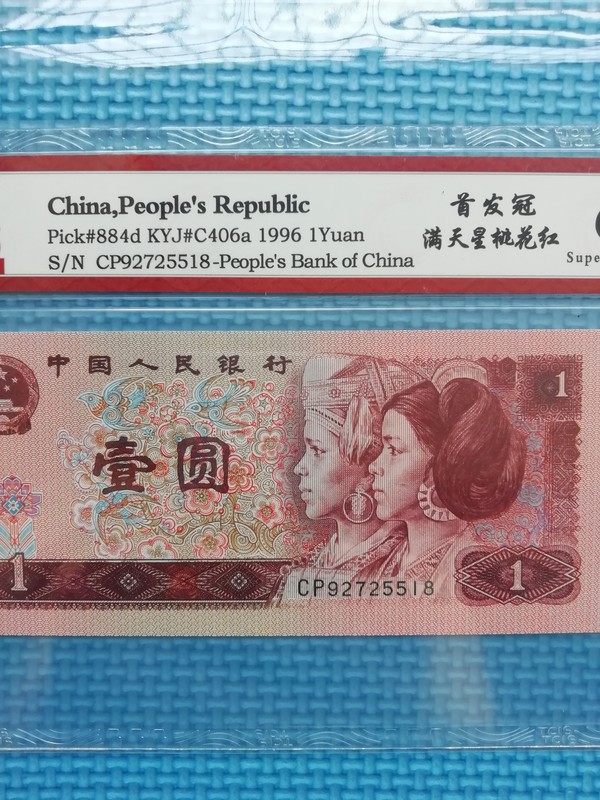 China,People's Republic
Pick#884d KYJ#C406a 1996 1Yuan
S/N CP92725518-People's Bank of China
首发冠
满天星桃花红
Supe
中国人民银行
1
壹圆
1
CP92725518
1